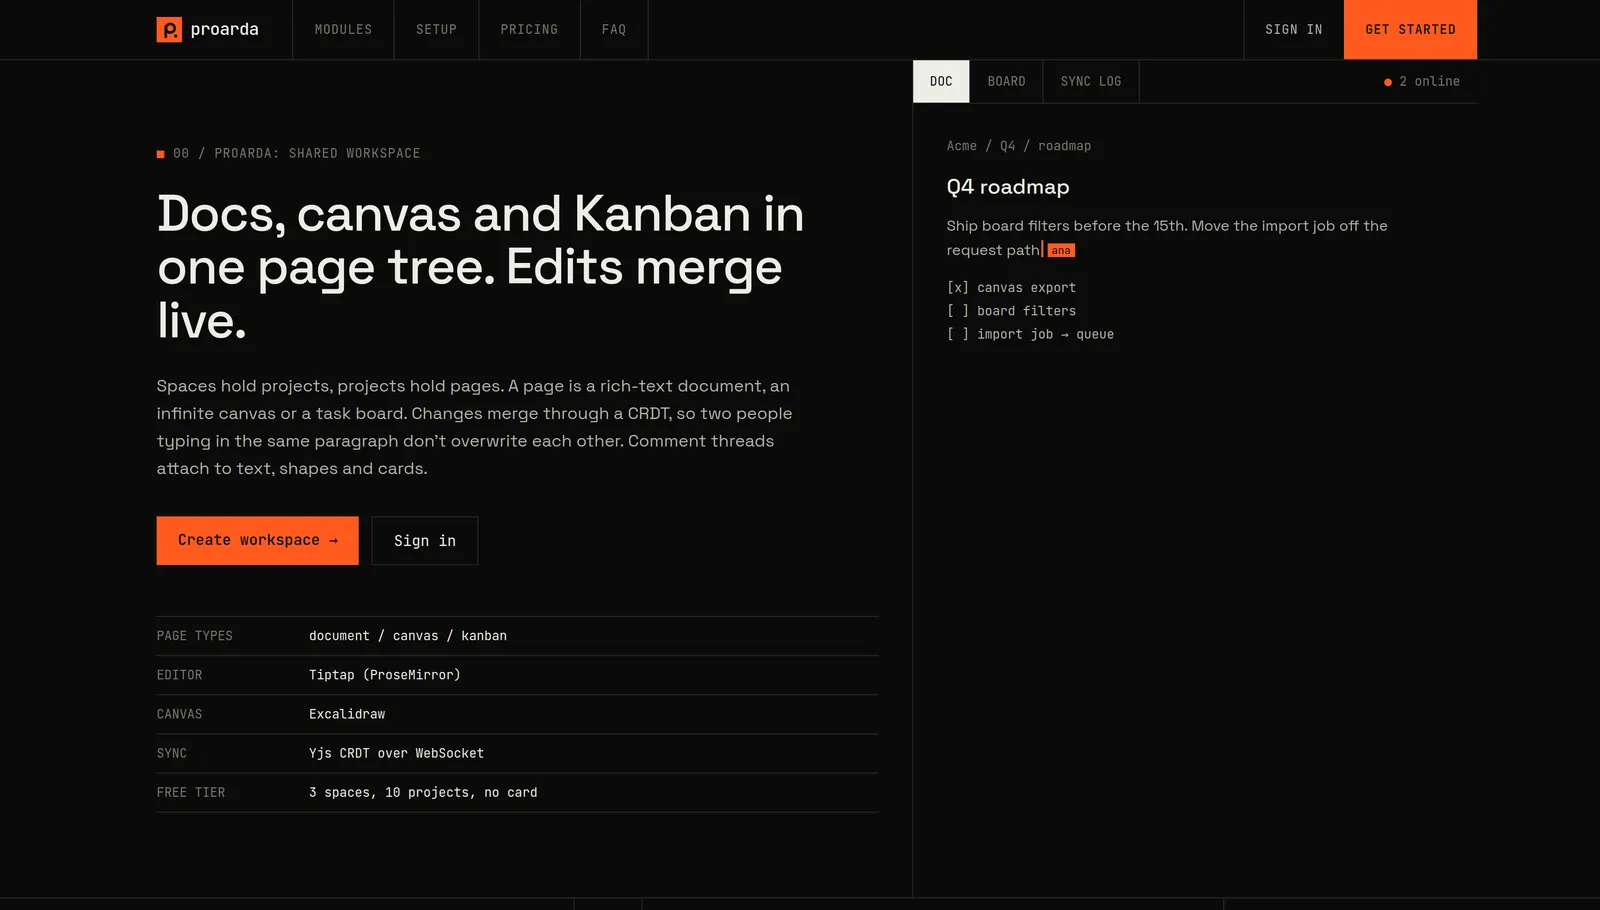 proarda
MODULES
SETUP
PRICING
FAQ
SIGN IN
GET STARTED
00 / PROARDA: SHARED WORKSPACE
Docs, canvas and Kanban in
one page tree. Edits merge
live.
Spaces hold projects, projects hold pages. A page is a rich-text document, an
infinite canvas or a task board. Changes merge through a CRDT, so two people
typing in the same paragraph don’t overwrite each other. Comment threads
attach to text, shapes and cards.
Create workspace →
Sign in
PAGE TYPES document / canvas / kanban
EDITOR Tiptap (ProseMirror)
CANVAS Excalidraw
SYNC Yjs CRDT over WebSocket
FREE TIER 3 spaces, 10 projects, no card
DOC
BOARD
SYNC LOG
2 online
Acme / Q4 / roadmap
Q4 roadmap
Ship board filters before the 15th. Move the import job off the
request path ana
[x] canvas export
[ ] board filters
[ ] import job → queue